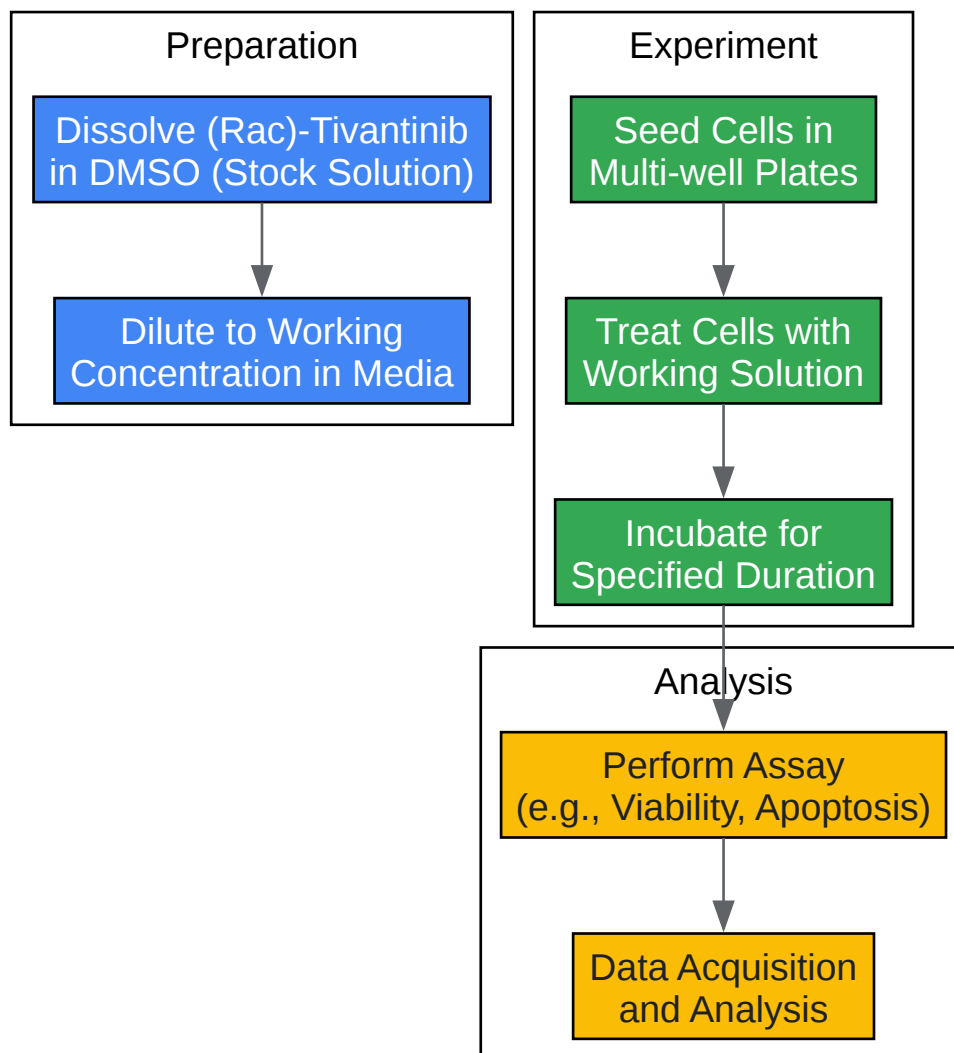 Preparation
Dissolve (Rac)-Tivantinib
in DMSO (Stock Solution)
Dilute to Working
Concentration in Media
Experiment
Seed Cells in
Multi-well Plates
Treat Cells with
Working Solution
Incubate for
Specified Duration
Analysis
Perform Assay
(e.g., Viability, Apoptosis)
Data Acquisition
and Analysis